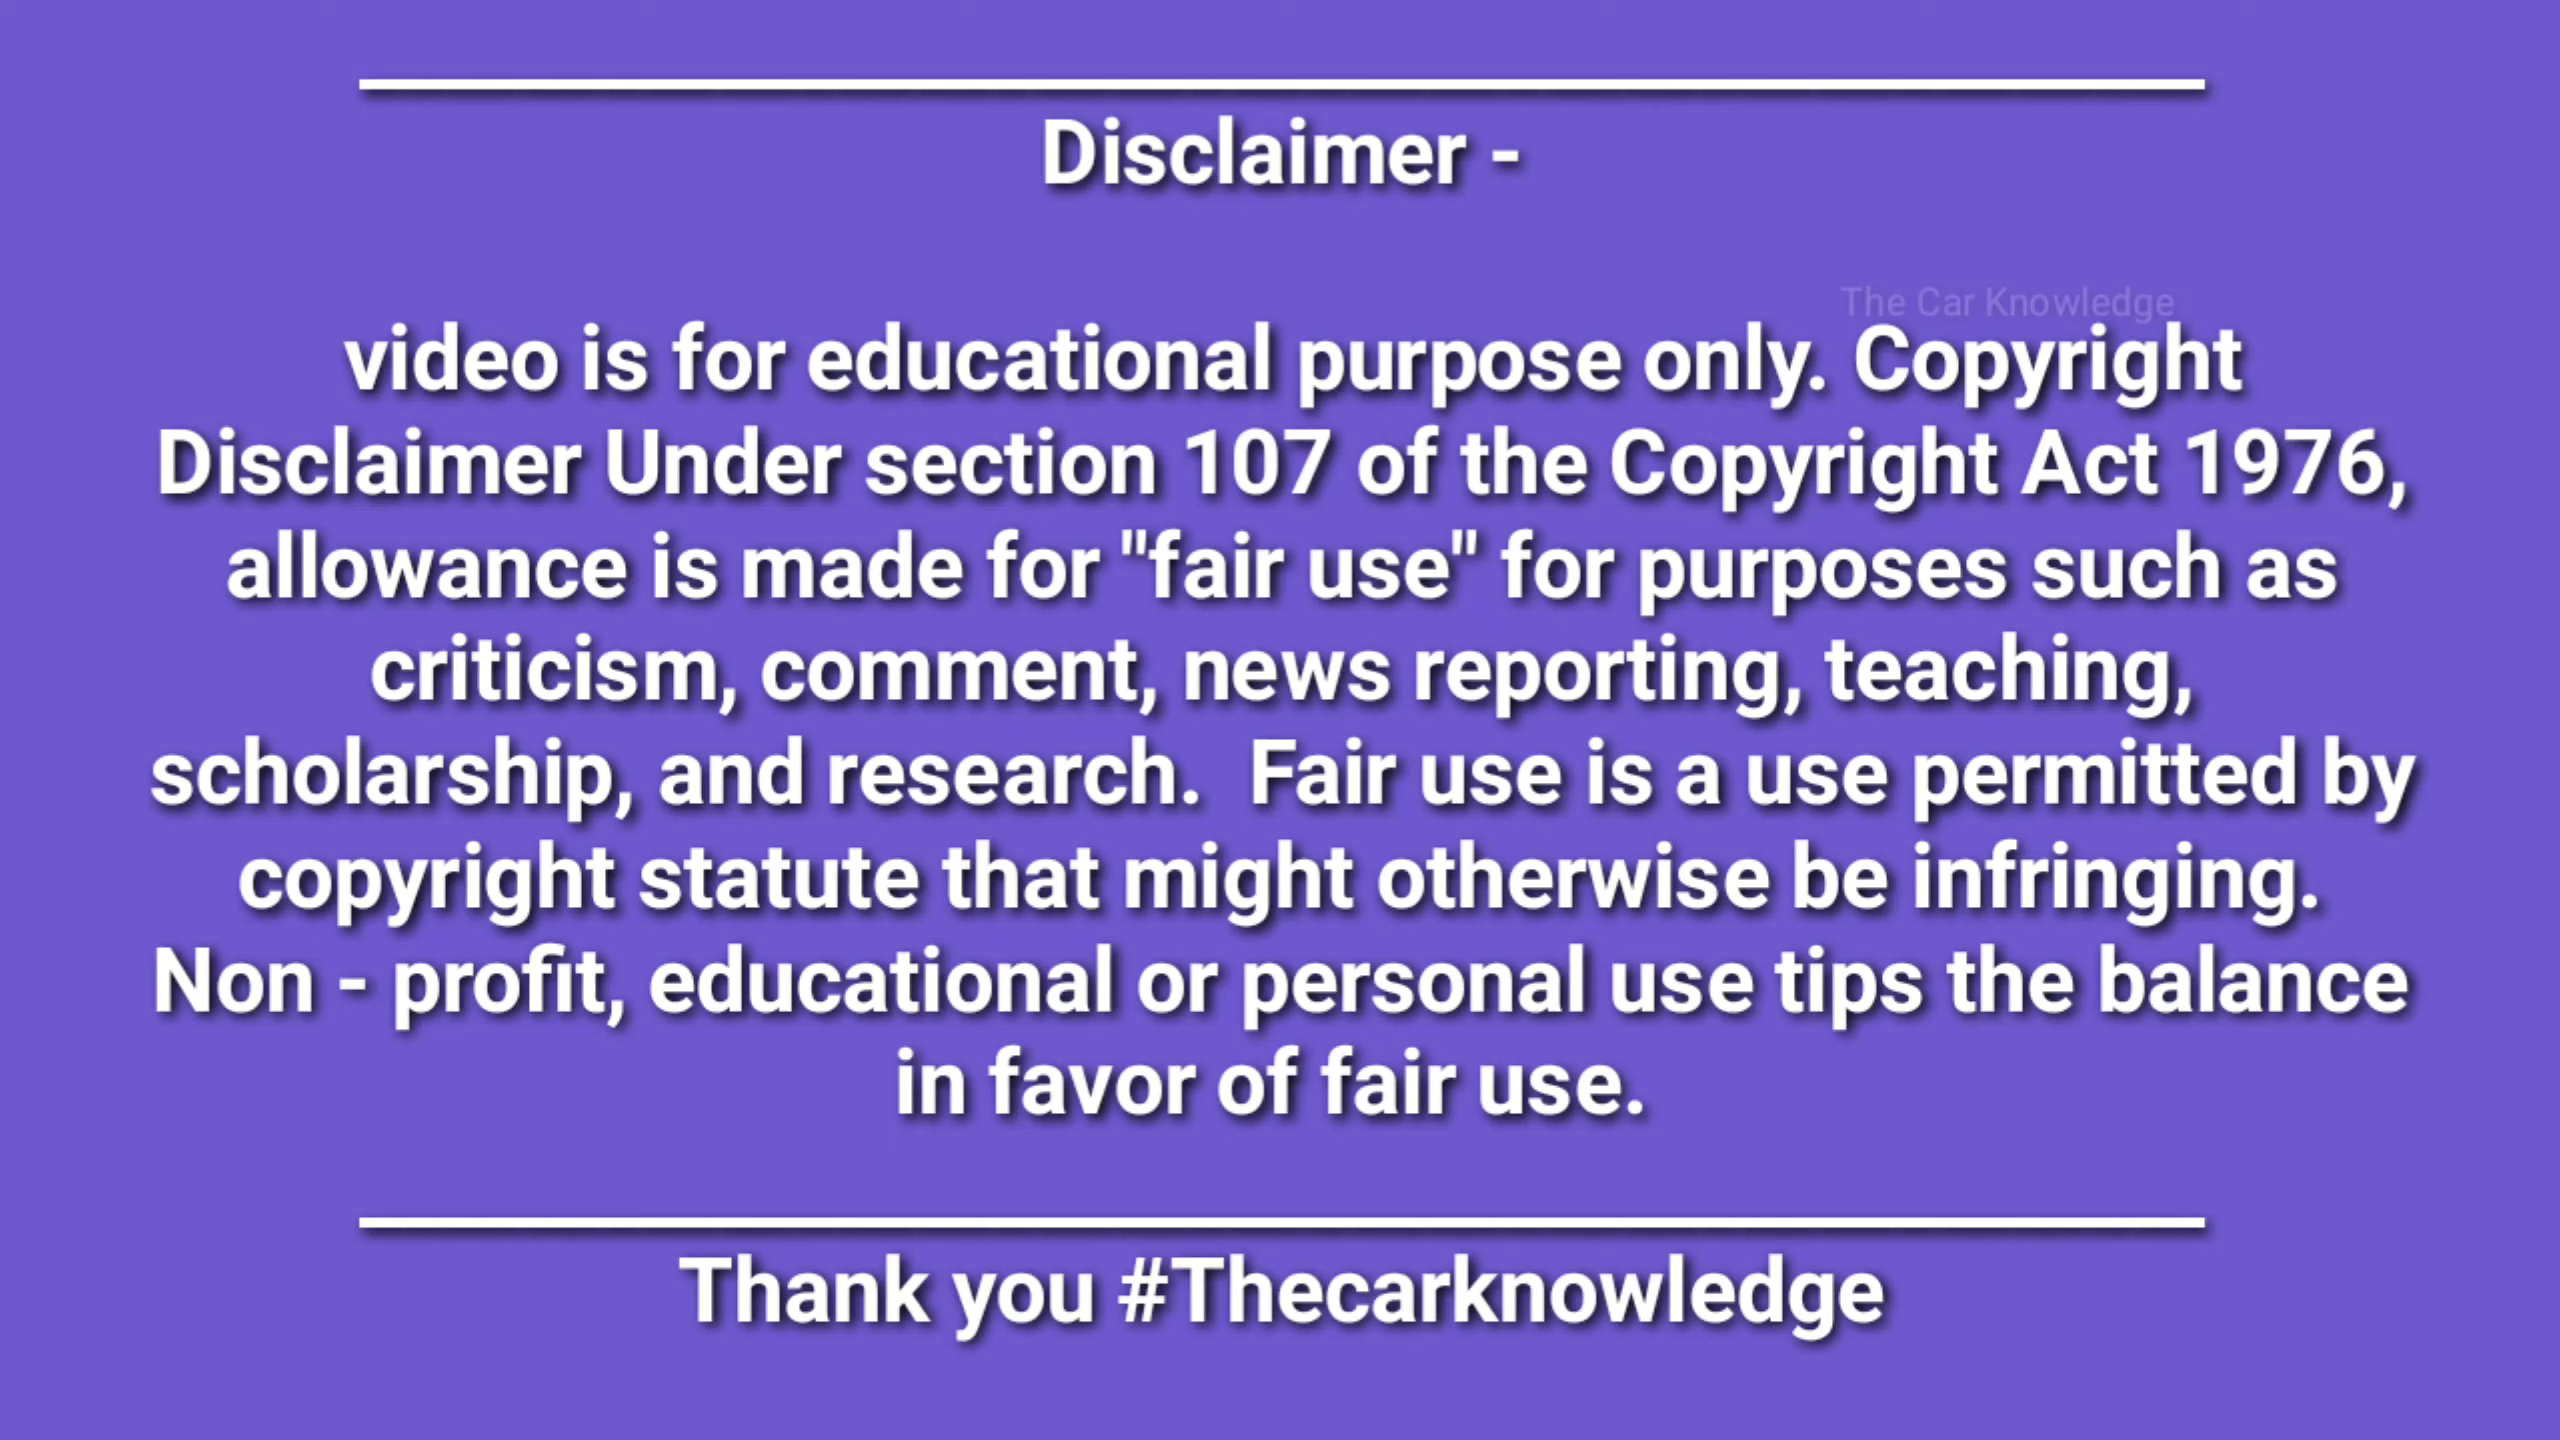 Disclaimer -
The Car Knowledge
video is for educational purpose only. Copyright
Disclaimer Under section 107 of the Copyright Act 1976,
allowance is made for "fair use" for purposes such as
criticism, comment, news reporting, teaching,
scholarship, and research.  Fair use is a use permitted by
copyright statute that might otherwise be infringing.
Non - profit, educational or personal use tips the balance
in favor of fair use.
Thank you #Thecarknowledge